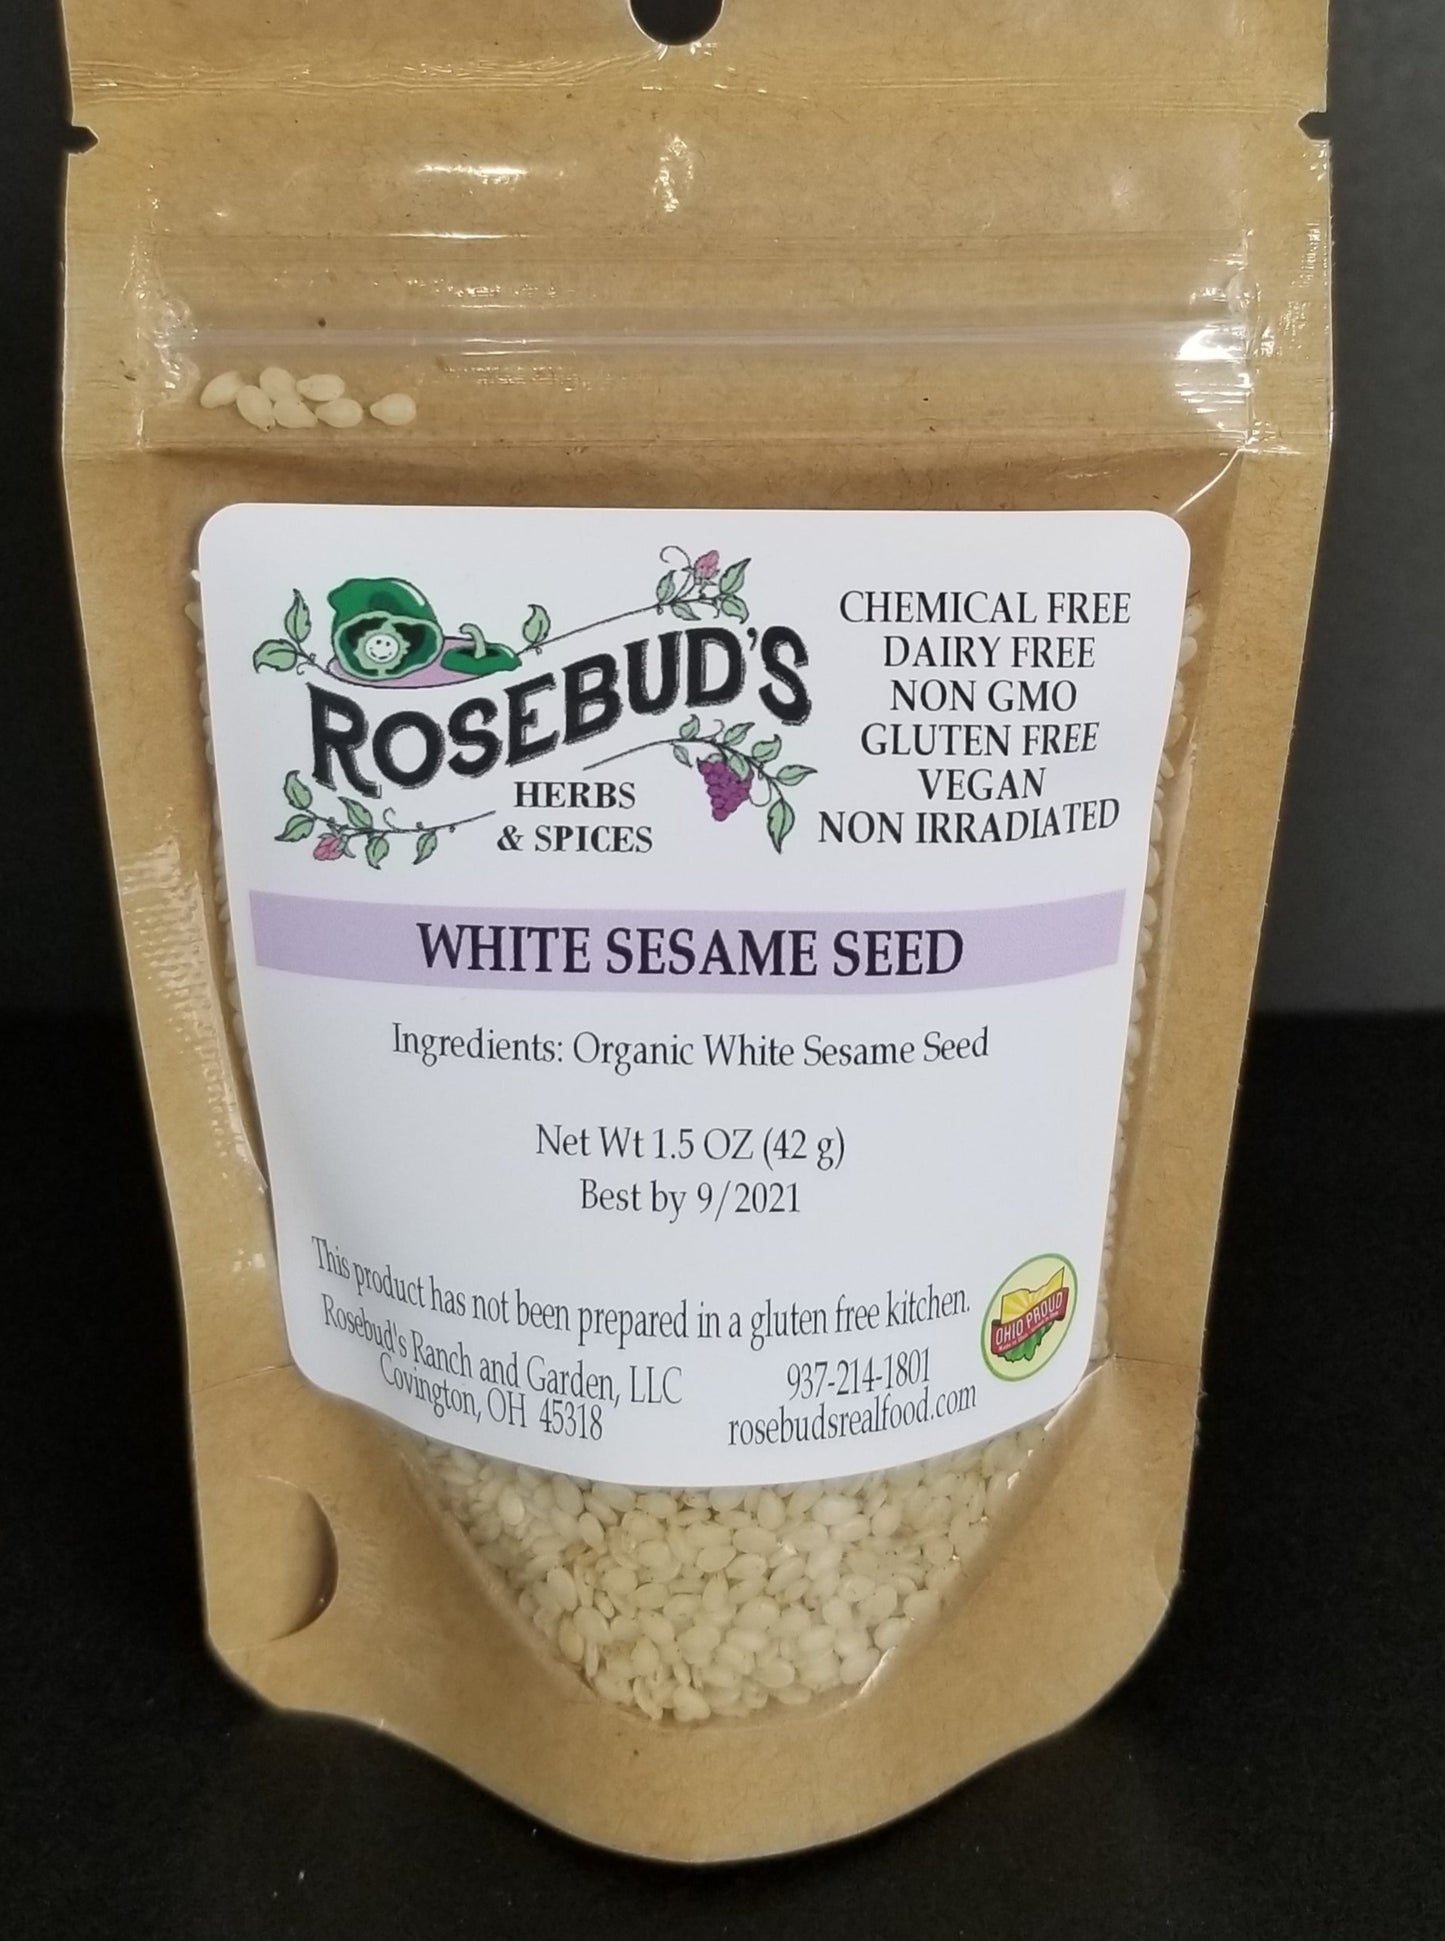 ROSEBUD'S
HERBS
& SPICES
CHEMICAL FREE
DAIRY FREE
NON GMO
GLUTEN FREE
VEGAN
NON IRRADIATED
WHITE SESAME SEED
Ingredients: Organic White Sesame Seed
Net Wt 1.5 OZ (42 g)
Best by 9/2021
This product has not been prepared in a gluten free kitchen.
Rosebud's Ranch and Garden, LLC
Covington, OH 45318
937-214-1801
rosebudsrealfood.com
OHIO PROUD